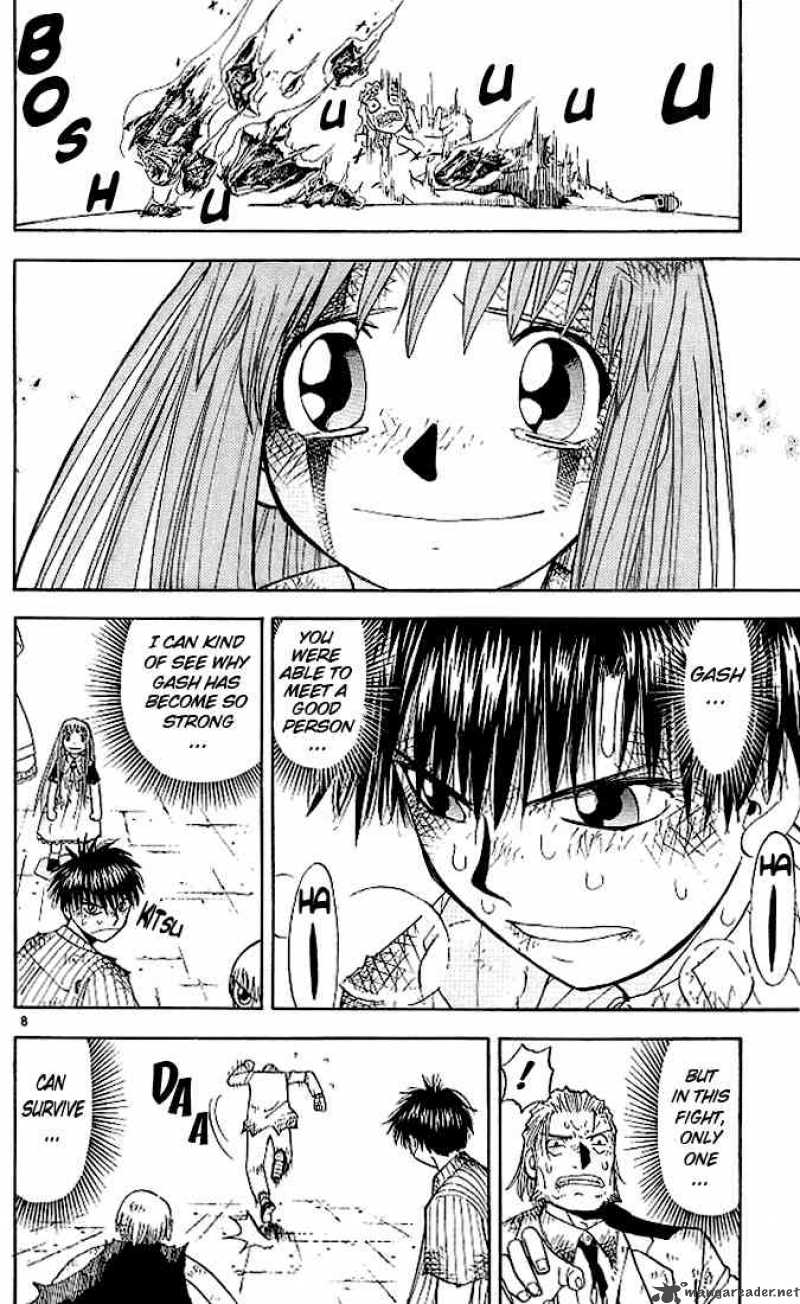 BOSH
U U U U U
GASH
...
YOU
WERE
ABLE TO
MEET A
GOOD
PERSON
...
HA
HA
I CAN KIND
OF SEE WHY
GASH HAS
BECOME SO
STRONG
...
KITSU
8
!
BUT
IN THIS
FIGHT,
ONLY
ONE
...
DAA
CAN
SURVIVE
...
mangareader.net